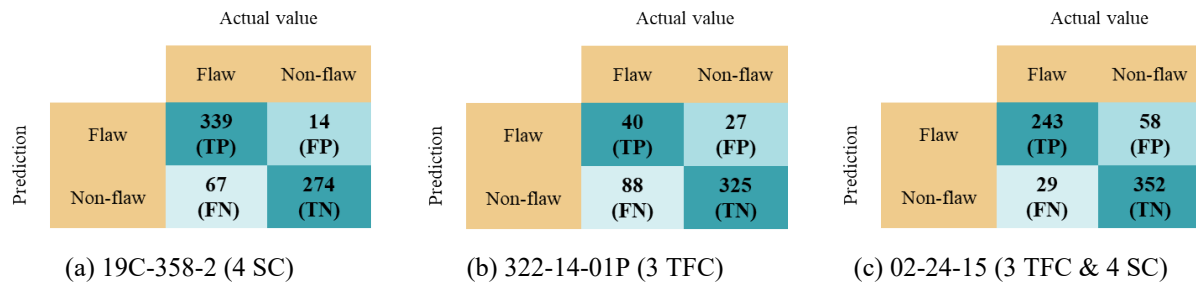 Actual value
Flaw Non-flaw
Prediction
Flaw
339 (TP)
14 (FP)
Non-flaw
67 (FN)
274 (TN)
(a) 19C-358-2 (4 SC)
Actual value
Flaw Non-flaw
Prediction
Flaw
40 (TP)
27 (FP)
Non-flaw
88 (FN)
325 (TN)
(b) 322-14-01P (3 TFC)
Actual value
Flaw Non-flaw
Prediction
Flaw
243 (TP)
58 (FP)
Non-flaw
29 (FN)
352 (TN)
(c) 02-24-15 (3 TFC & 4 SC)